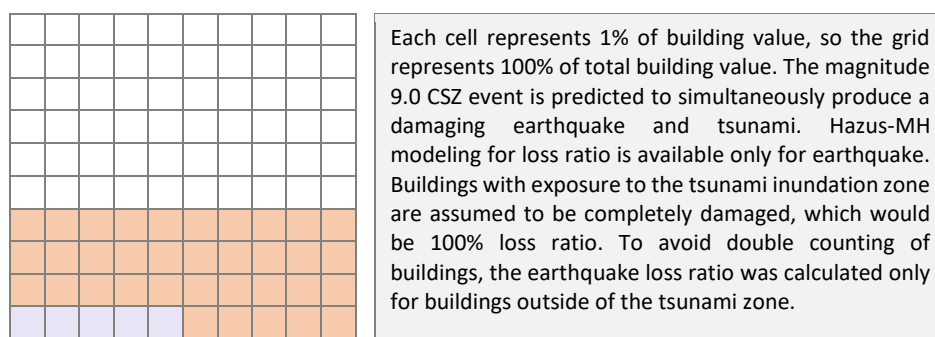 Each cell represents 1% of building value, so the grid
represents 100% of total building value. The magnitude
9.0 CSZ event is predicted to simultaneously produce a
damaging earthquake and tsunami. Hazus-MH
modeling for loss ratio is available only for earthquake.
Buildings with exposure to the tsunami inundation zone
are assumed to be completely damaged, which would
be 100% loss ratio. To avoid double counting of
buildings, the earthquake loss ratio was calculated only
for buildings outside of the tsunami zone.